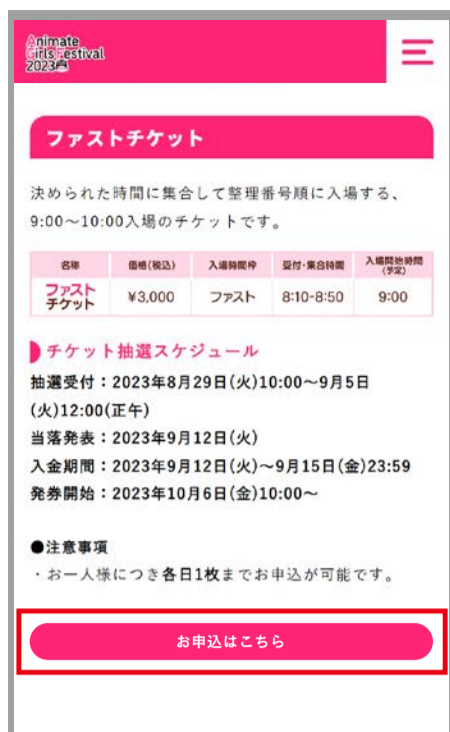 Animate
Girls Festival
2023
ファストチケット
決められた時間に集合して整理番号順に入場する、
9:00～10:00入場のチケットです。
名称 価格(税込) 入場時間枠 受付・集合時間 入場開始時間
(予定)
ファスト
チケット ¥3,000 ファスト 8:10-8:50 9:00
チケット抽選スケジュール
抽選受付：2023年8月29日(火)10:00～9月5日
(火)12:00(正午)
当落発表：2023年9月12日(火)
入金期間：2023年9月12日(火)～9月15日(金)23:59
発券開始：2023年10月6日(金)10:00～
●注意事項
・お一人様につき各日1枚までお申込が可能です。
お申込はこちら